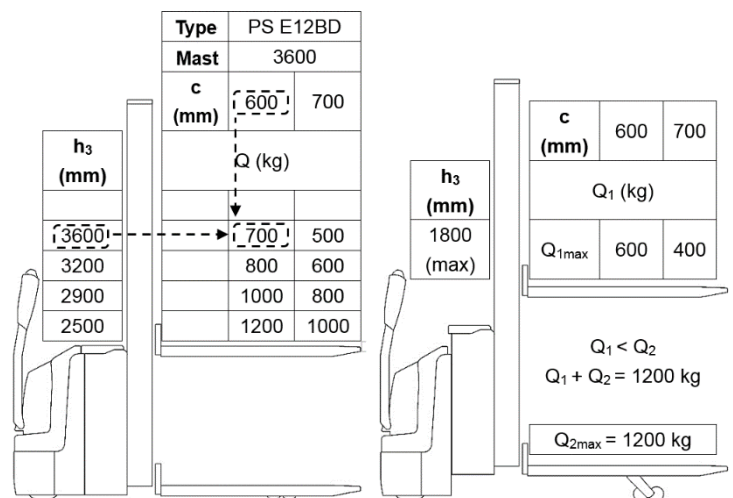 Type PS E12BD
Mast 3600
c (mm) 600 700
h₃ (mm)
Q (kg)
3600 700 500
3200 800 600
2900 1000 800
2500 1200 1000
c (mm) 600 700
h₃ (mm)
Q₁ (kg)
1800 (max)
Q₁max 600 400
Q₁ < Q₂
Q₁ + Q₂ = 1200 kg
Q₂max = 1200 kg